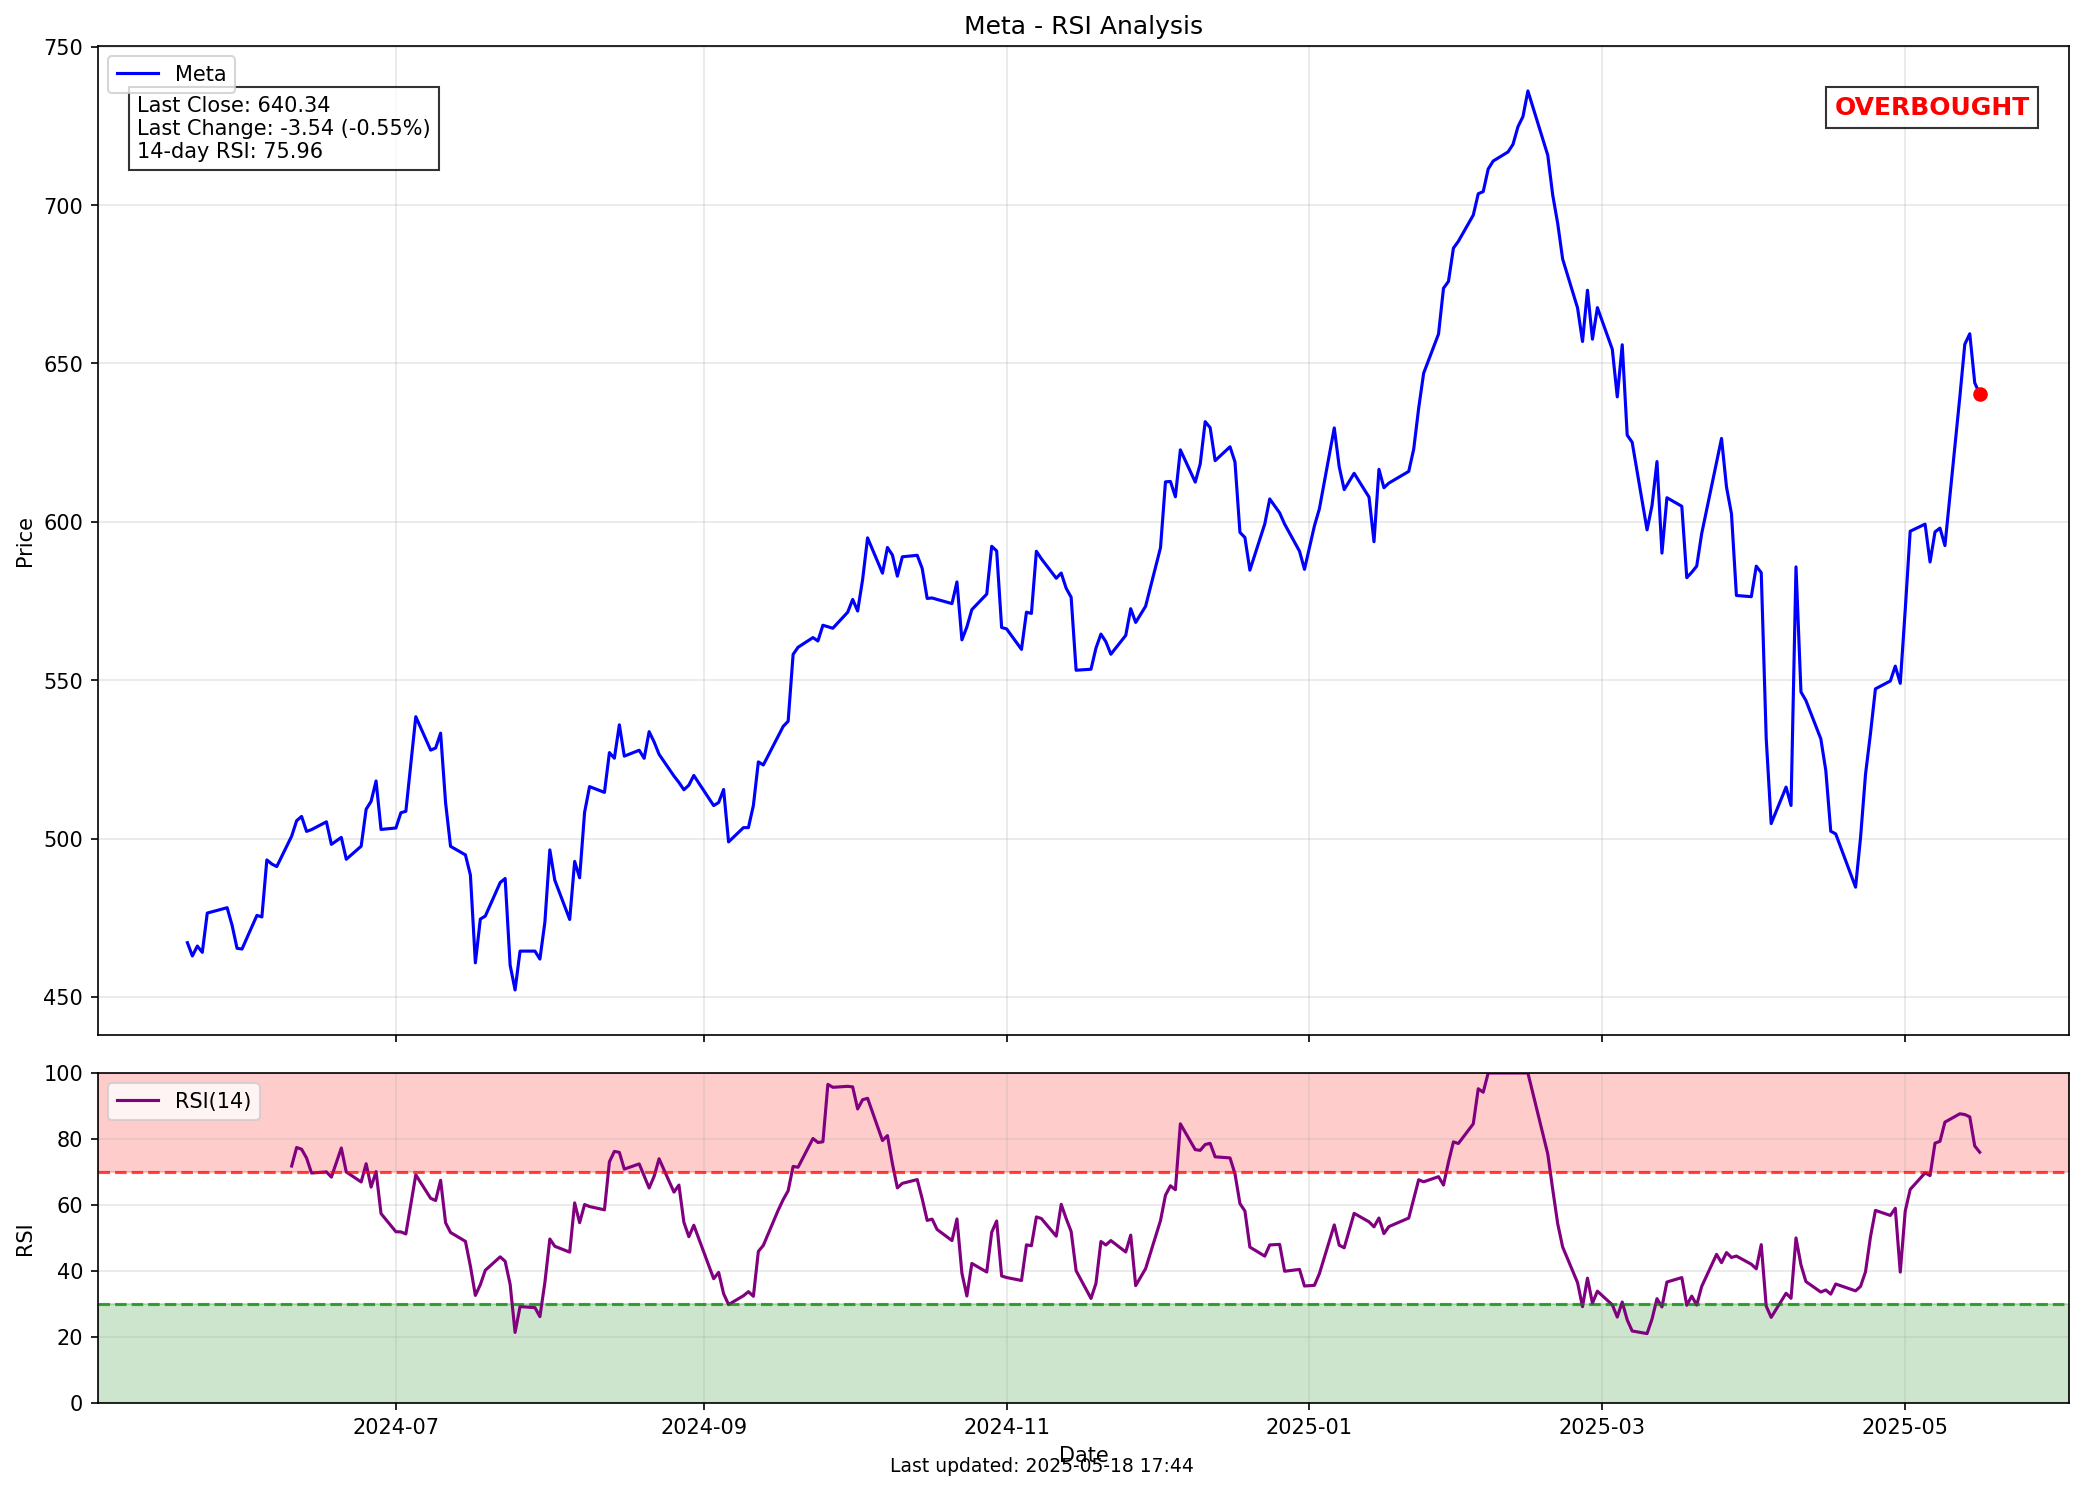 Meta - RSI Analysis
Meta
Last Close: 640.34
Last Change: -3.54 (-0.55%)
14-day RSI: 75.96
OVERBOUGHT
Price
750
700
650
600
550
500
450
RSI(14)
RSI
100
80
60
40
20
0
2024-07 2024-09 2024-11 2025-01 2025-03 2025-05
Date
Last updated: 2025-05-18 17:44